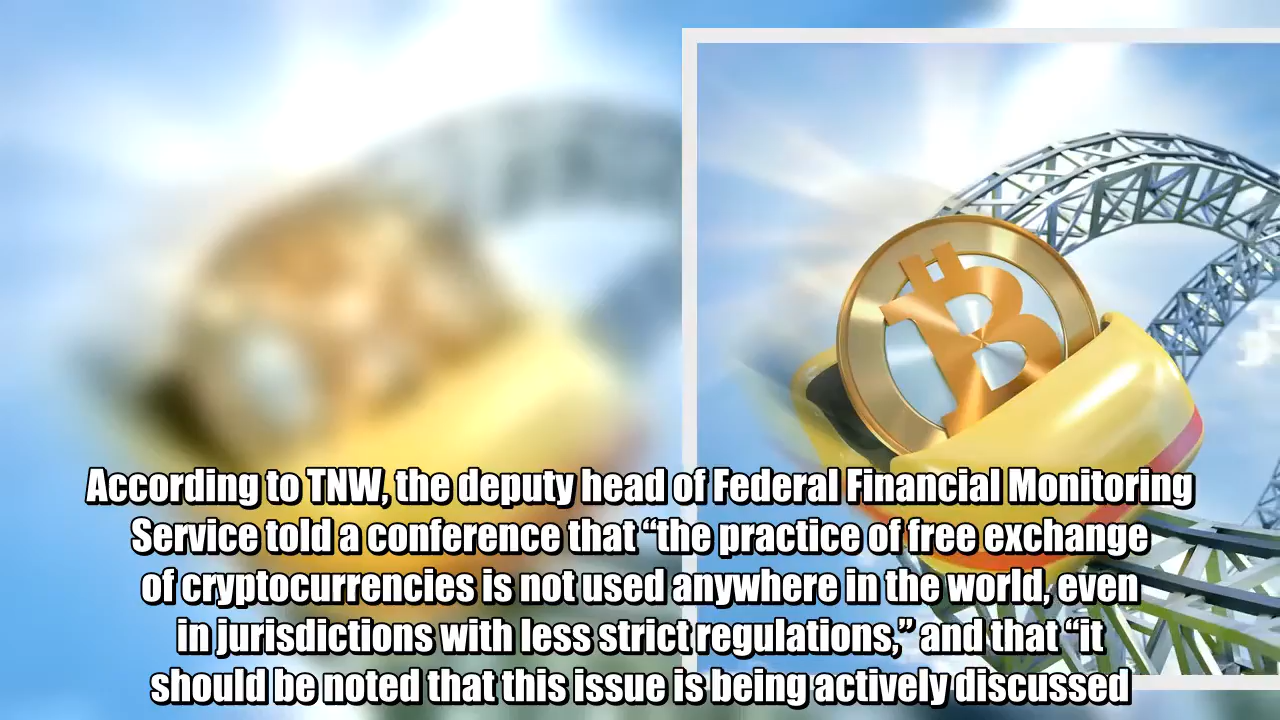 According to TNW, the deputy head of Federal Financial Monitoring
Service told a conference that “the practice of free exchange
of cryptocurrencies is not used anywhere in the world, even
in jurisdictions with less strict regulations,” and that “it
should be noted that this issue is being actively discussed